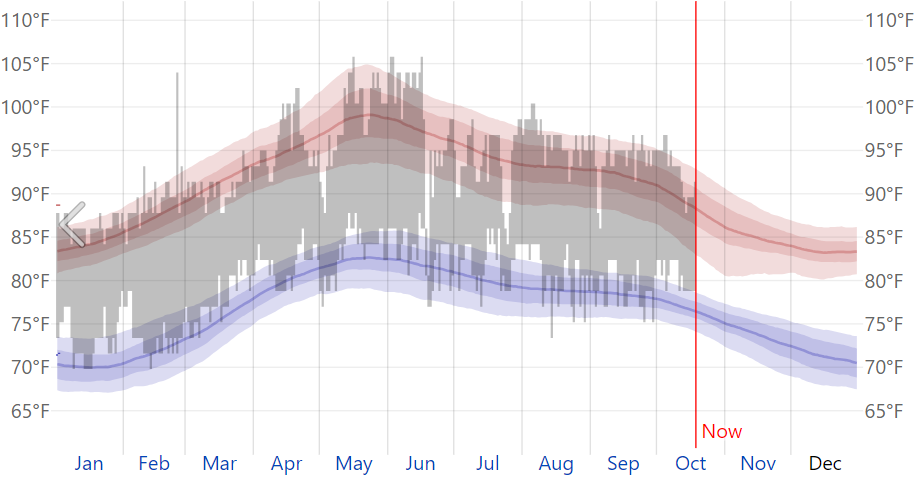 110°F 110°F
105°F 105°F
100°F 100°F
95°F 95°F
90°F 90°F
85°F 85°F
80°F 80°F
75°F 75°F
70°F 70°F
65°F 65°F
Now
Jan Feb Mar Apr May Jun Jul Aug Sep Oct Nov Dec